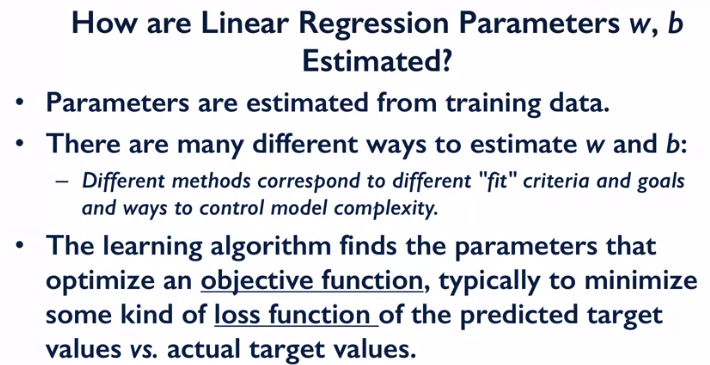 How are Linear Regression Parameters w, b
Estimated?
• Parameters are estimated from training data.
• There are many different ways to estimate w and b:
– Different methods correspond to different "fit" criteria and goals
and ways to control model complexity.
• The learning algorithm finds the parameters that
optimize an objective function, typically to minimize
some kind of loss function of the predicted target
values vs. actual target values.